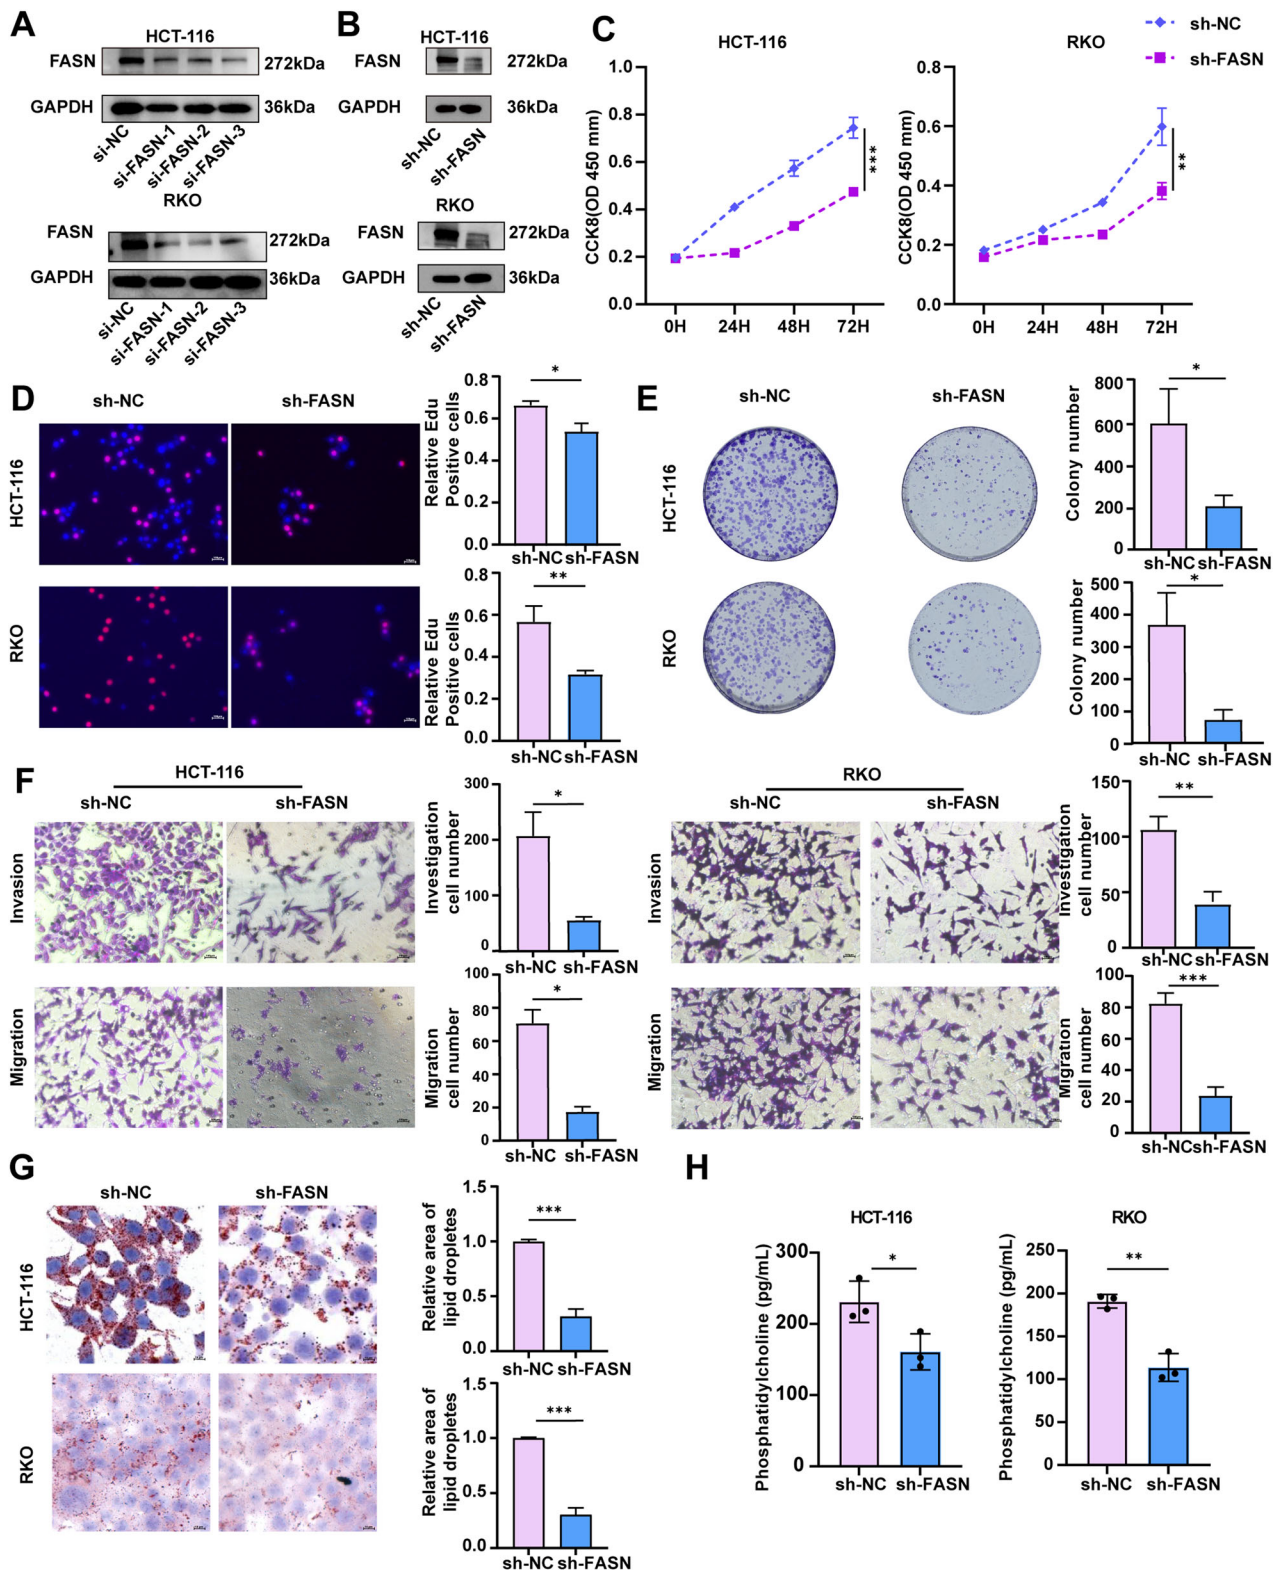 A
HCT-116
FASN
272kDa
GAPDH
36kDa
si-NC
si-FASN-1
si-FASN-2
si-FASN-3
RKO
FASN
272kDa
GAPDH
36kDa
si-NC
si-FASN-1
si-FASN-2
si-FASN-3
B
HCT-116
FASN
272kDa
GAPDH
36kDa
sh-NC
sh-FASN
RKO
FASN
272kDa
GAPDH
36kDa
sh-NC
sh-FASN
C
sh-NC
sh-FASN
HCT-116
CCK8(OD 450 mm)
1.0
0.8
0.6
0.4
0.2
0.0
0H 24H 48H 72H
***
RKO
CCK8(OD 450 mm)
0.8
0.6
0.4
0.2
0.0
0H 24H 48H 72H
**
D
sh-NC sh-FASN
HCT-116
RKO
Relative Edu
Positive cells
0.8
0.6
0.4
0.2
0.0
*
sh-NC sh-FASN
Relative Edu
Positive cells
0.8
0.6
0.4
0.2
0.0
**
sh-NC sh-FASN
E
sh-NC sh-FASN
HCT-116
RKO
Colony number
800
600
400
200
0
*
sh-NC sh-FASN
Colony number
500
400
300
200
100
0
*
sh-NC sh-FASN
F
HCT-116
sh-NC sh-FASN
Invasion
Migration
Investigation
cell number
300
200
100
0
*
sh-NC sh-FASN
Migration
cell number
100
80
60
40
20
0
*
sh-NC sh-FASN
RKO
sh-NC sh-FASN
Invasion
Migration
Investigation
cell number
150
100
50
0
**
sh-NC sh-FASN
Migration
cell number
100
80
60
40
20
0
***
sh-NC sh-FASN
G
sh-NC sh-FASN
HCT-116
RKO
Relative area of
lipid dropletes
1.5
1.0
0.5
0.0
***
sh-NC sh-FASN
Relative area of
lipid dropletes
1.5
1.0
0.5
0.0
***
sh-NC sh-FASN
H
HCT-116
Phosphatidylcholine (pg/mL)
300
200
100
0
*
sh-NC sh-FASN
RKO
Phosphatidylcholine (pg/mL)
250
200
150
100
50
0
**
sh-NC sh-FASN